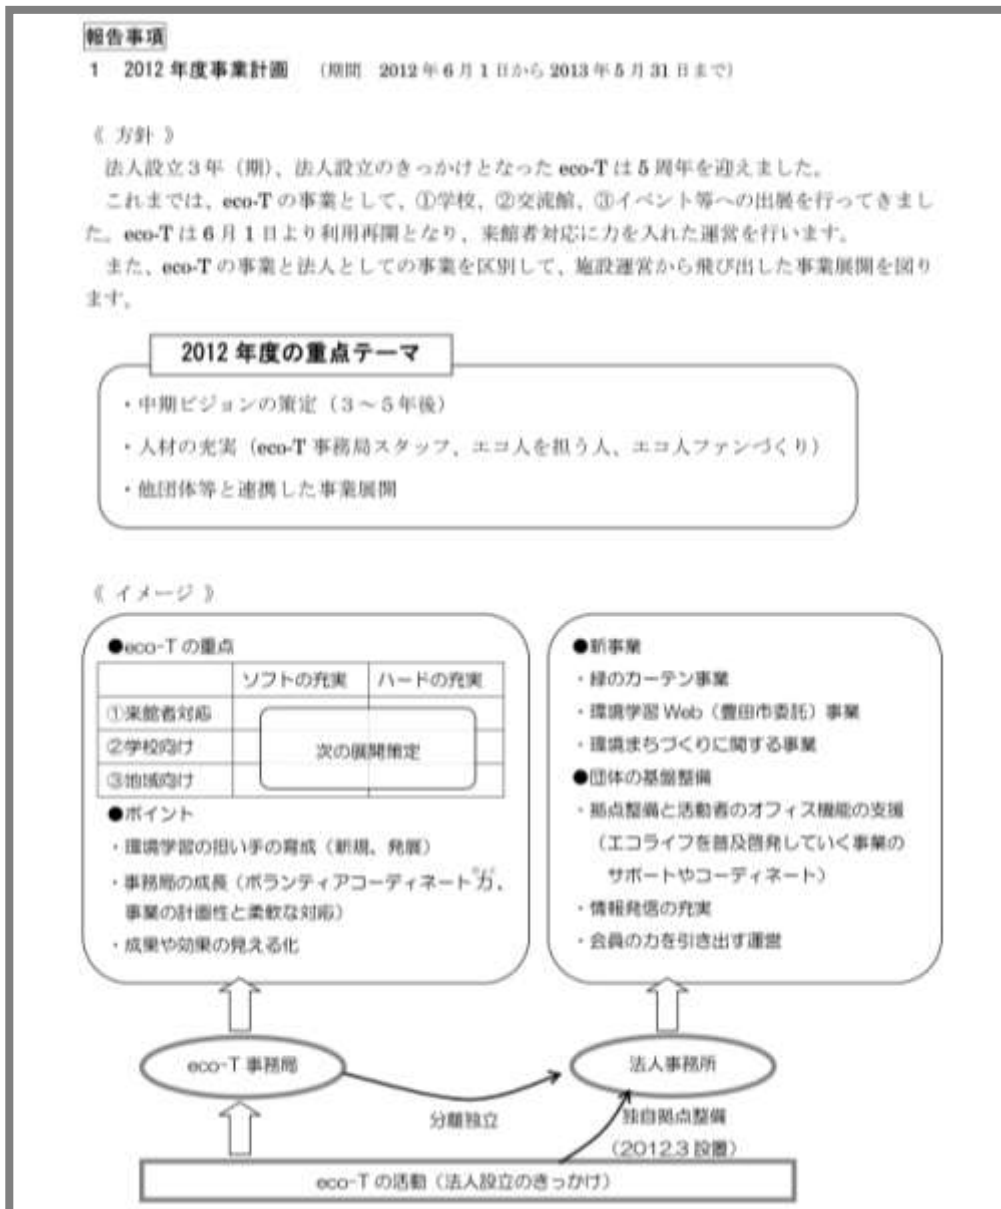 報告事項
1 2012年度事業計画 (期間 2012年6月1日から2013年5月31日まで)
《 方針 》
法人設立3年(期)、法人設立のきっかけとなった eco-T は5周年を迎えました。
これまでは、eco-T の事業として、①学校、②交流館、③イベント等への出展を行ってきまし
た。eco-T は6月1日より利用再開となり、来館者対応に力を入れた運営を行います。
また、eco-T の事業と法人としての事業を区別して、施設運営から飛び出した事業展開を図り
ます。
2012年度の重点テーマ
・中期ビジョンの策定(3~5年後)
・人材の充実(eco-T 事務局スタッフ、エコ人を担う人、エコ人ファンづくり)
・他団体等と連携した事業展開
《 イメージ 》
●eco-T の重点
ソフトの充実 ハードの充実
①来館者対応
②学校向け
③地域向け
次の展開策定
●ポイント
・環境学習の担い手の育成(新規、発展)
・事務局の成長(ボランティアコーディネート力、
事業の計画性と柔軟な対応)
・成果や効果の見える化
●新事業
・緑のカーテン事業
・環境学習 Web(豊田市委託)事業
・環境まちづくりに関する事業
●団体の基盤整備
・拠点整備と活動者のオフィス機能の支援
(エコライフを普及啓発していく事業の
サポートやコーディネート)
・情報発信の充実
・会員の力を引き出す運営
eco-T 事務局
法人事務所
分離独立
独自拠点整備
(2012.3 設置)
eco-T の活動(法人設立のきっかけ)